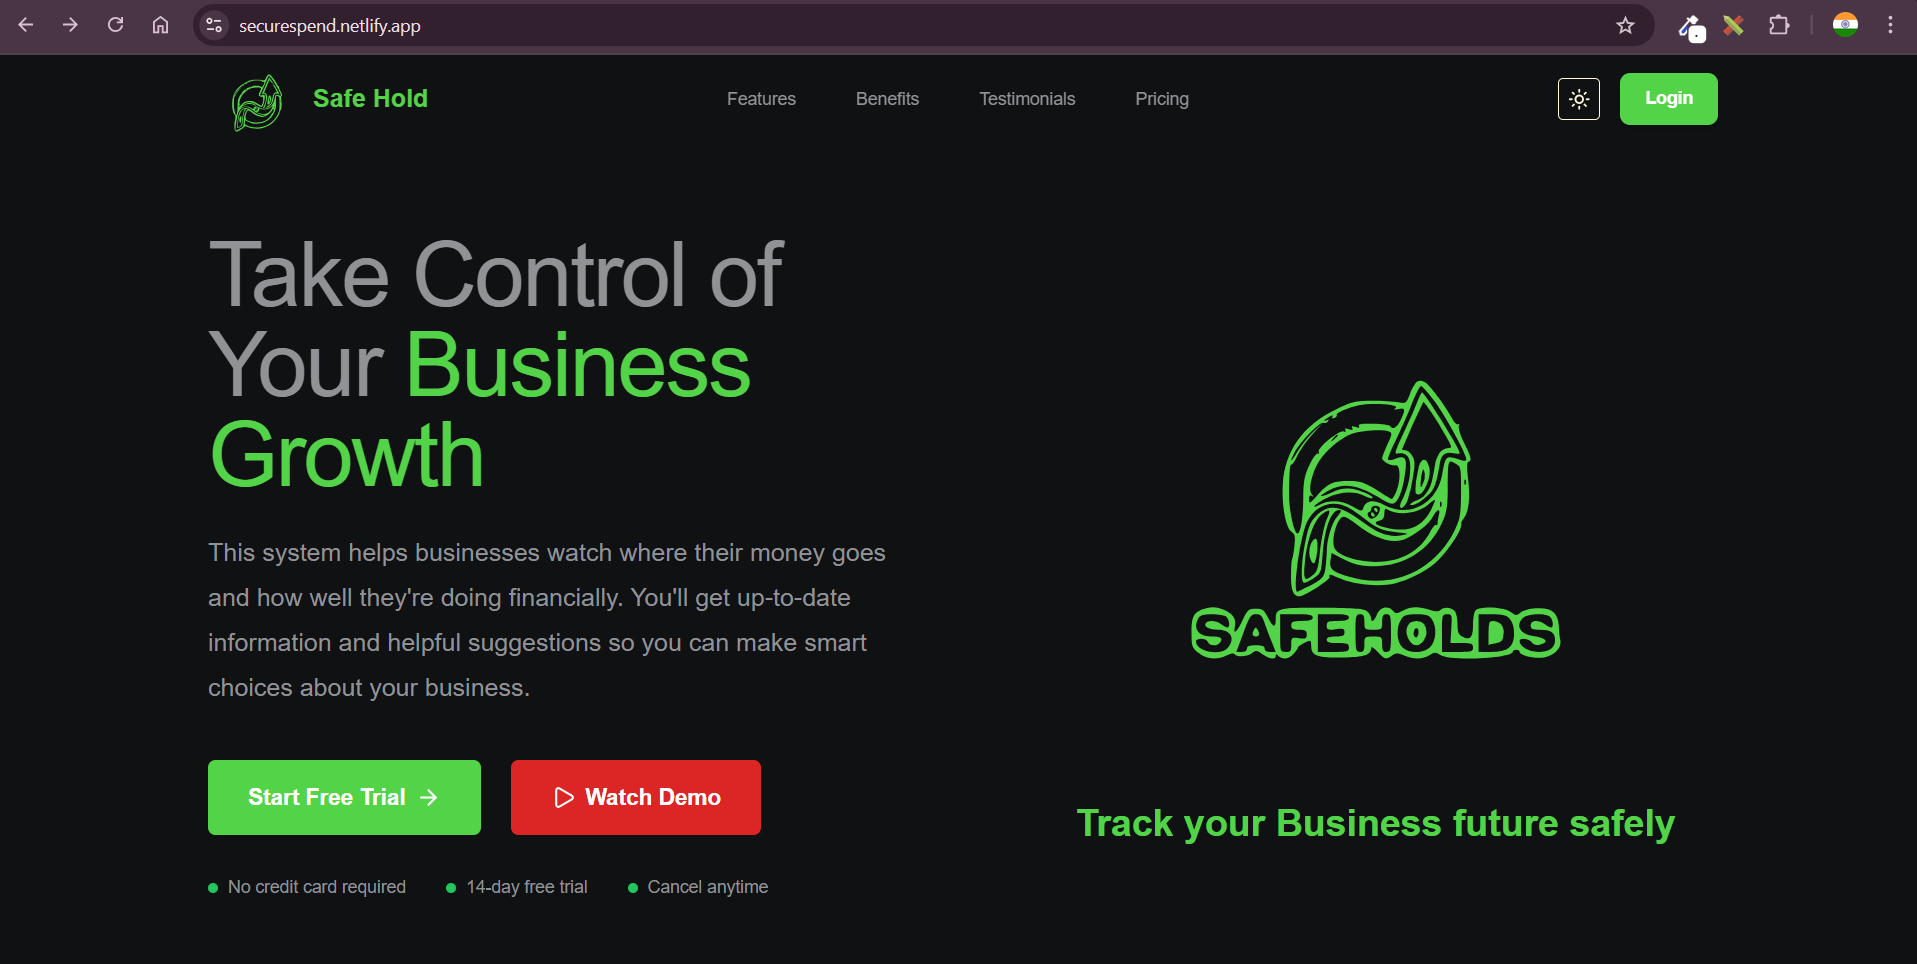 securespend.netlify.app
Safe Hold
Features
Benefits
Testimonials
Pricing
Login
Take Control of
Your Business
Growth
This system helps businesses watch where their money goes
and how well they're doing financially. You'll get up-to-date
information and helpful suggestions so you can make smart
choices about your business.
Start Free Trial →
Watch Demo
No credit card required
14-day free trial
Cancel anytime
SAFEHOLDS
Track your Business future safely